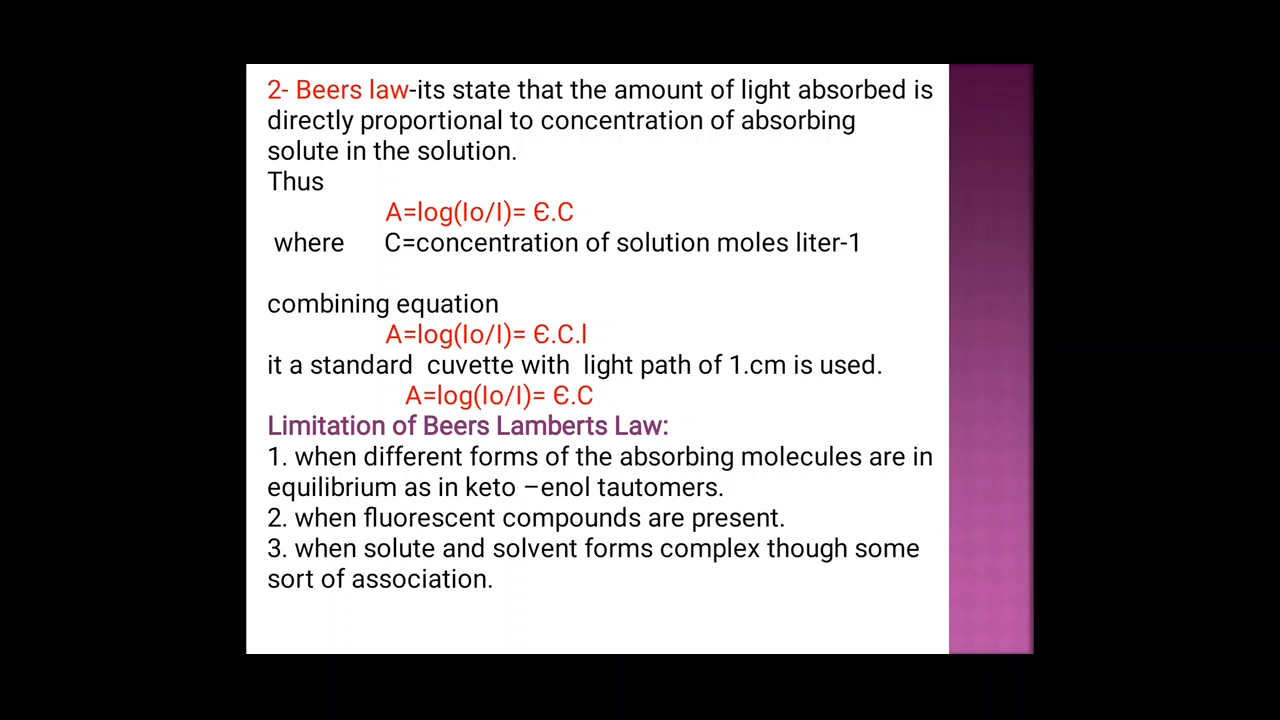 2- Beers law-its state that the amount of light absorbed is
directly proportional to concentration of absorbing
solute in the solution.
Thus
A=log(Io/I)= Є.C
where C=concentration of solution moles liter-1
combining equation
A=log(Io/I)= Є.C.l
it a standard cuvette with light path of 1.cm is used.
A=log(Io/I)= Є.C
Limitation of Beers Lamberts Law:
1. when different forms of the absorbing molecules are in
equilibrium as in keto –enol tautomers.
2. when fluorescent compounds are present.
3. when solute and solvent forms complex though some
sort of association.